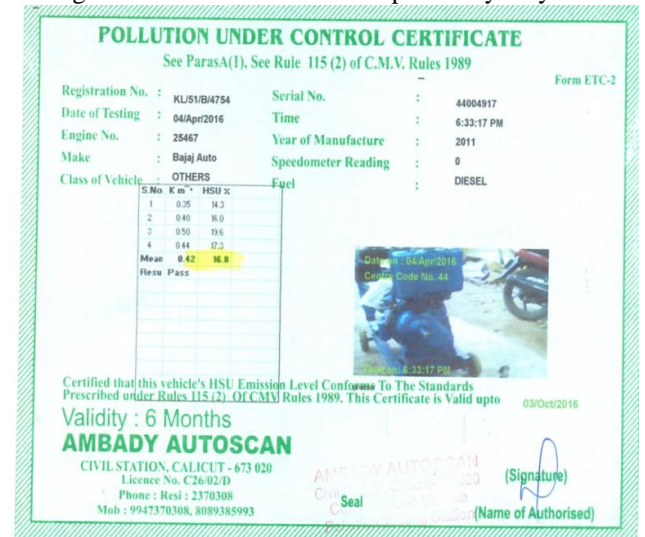 POLLUTION UNDER CONTROL CERTIFICATE
See ParasA(1), See Rule 115 (2) of C.M.V. Rules 1989
Form ETC-2
Registration No. : KL/51/B/4754 Serial No. : 44004917
Date of Testing : 04/Apr/2016 Time : 6:33:17 PM
Engine No. : 25467 Year of Manufacture : 2011
Make : Bajaj Auto Speedometer Reading : 0
Class of Vehicle : OTHERS Fuel : DIESEL
S.No K m⁻¹ HSU %
1 0.35 14.3
2 0.40 16.0
3 0.50 19.6
4 0.44 17.3
Mean 0.42 16.8
Resu Pass
Date on : 04/Apr/2016
Centre Code No. 44
Time on: 6:33:17 PM
Certified that this vehicle's HSU Emission Level Conforms To The Standards
Prescribed under Rules 115 (2) Of CMV Rules 1989. This Certificate is Valid upto 03/Oct/2016
Validity : 6 Months
AMBADY AUTOSCAN
CIVIL STATION, CALICUT - 673 020
Licence No. C26/02/D
Phone : Resi : 2370308
Mob : 9947370308, 8089385993
AMBADY AUTOSCAN
Seal
(Signature)
(Name of Authorised)